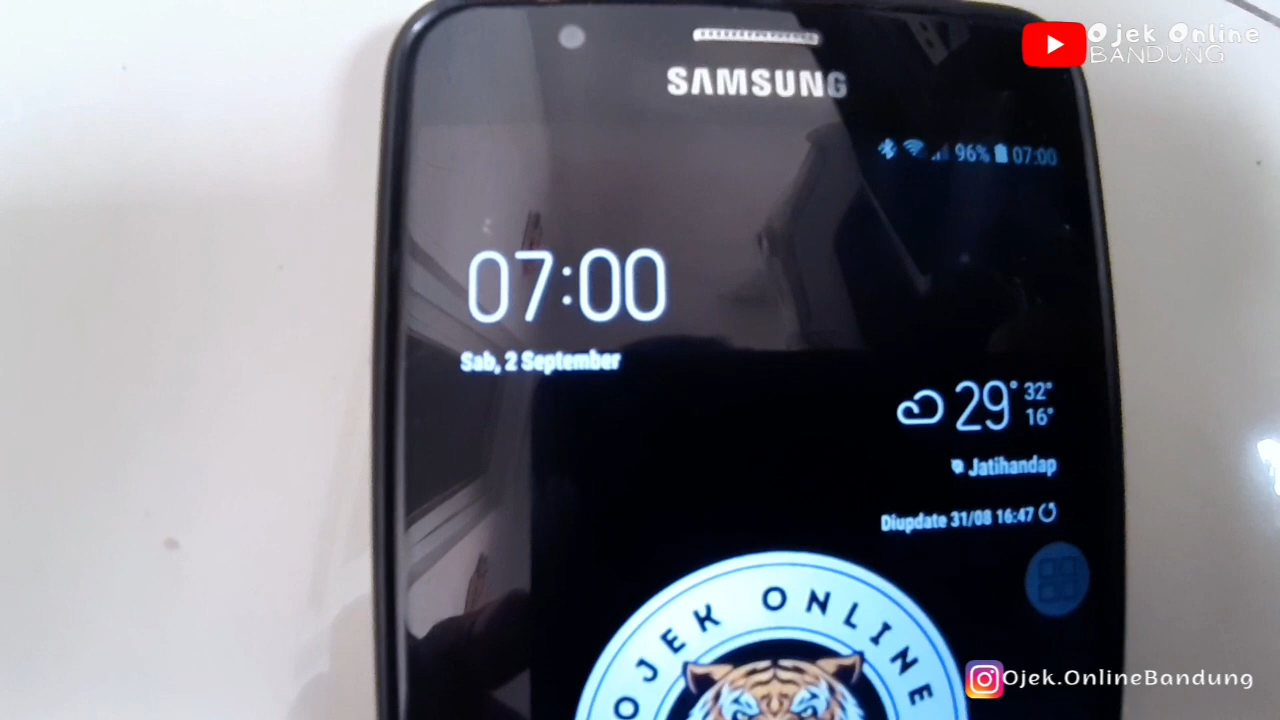 Ojek Online
BANDUNG
SAMSUNG
96% 07:00
07:00
Sab, 2 September
29° 32°
16°
Jatihandap
Diupdate 31/08 16:47
OJEK ONLINE
Ojek.OnlineBandung